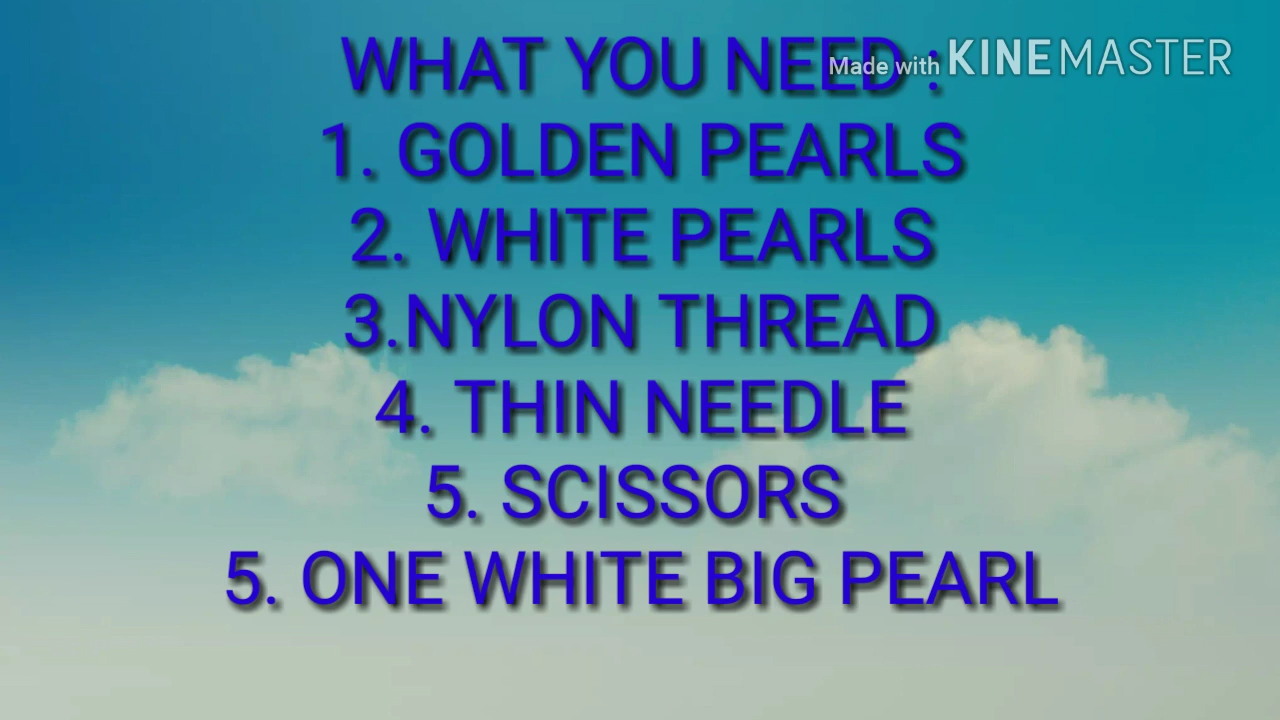 WHAT YOU NEED :
Made with KINEMASTER
1. GOLDEN PEARLS
2. WHITE PEARLS
3.NYLON THREAD
4. THIN NEEDLE
5. SCISSORS
5. ONE WHITE BIG PEARL